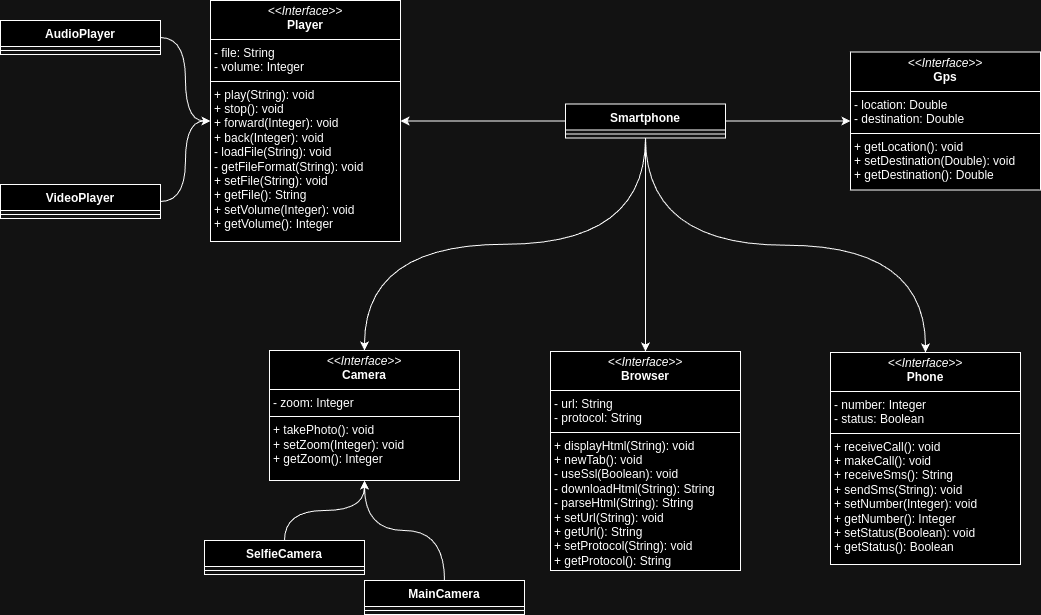 AudioPlayer
VideoPlayer
<<Interface>>
Player
- file: String
- volume: Integer
+ play(String): void
+ stop(): void
+ forward(Integer): void
+ back(Integer): void
- loadFile(String): void
- getFileFormat(String): void
+ setFile(String): void
+ getFile(): String
+ setVolume(Integer): void
+ getVolume(): Integer
Smartphone
<<Interface>>
Gps
- location: Double
- destination: Double
+ getLocation(): void
+ setDestination(Double): void
+ getDestination(): Double
<<Interface>>
Camera
- zoom: Integer
+ takePhoto(): void
+ setZoom(Integer): void
+ getZoom(): Integer
SelfieCamera
MainCamera
<<Interface>>
Browser
- url: String
- protocol: String
+ displayHtml(String): void
+ newTab(): void
- useSsl(Boolean): void
- downloadHtml(String): String
- parseHtml(String): String
+ setUrl(String): void
+ getUrl(): String
+ setProtocol(String): void
+ getProtocol(): String
<<Interface>>
Phone
- number: Integer
- status: Boolean
+ receiveCall(): void
+ makeCall(): void
+ receiveSms(): String
+ sendSms(String): void
+ setNumber(Integer): void
+ getNumber(): Integer
+ setStatus(Boolean): void
+ getStatus(): Boolean